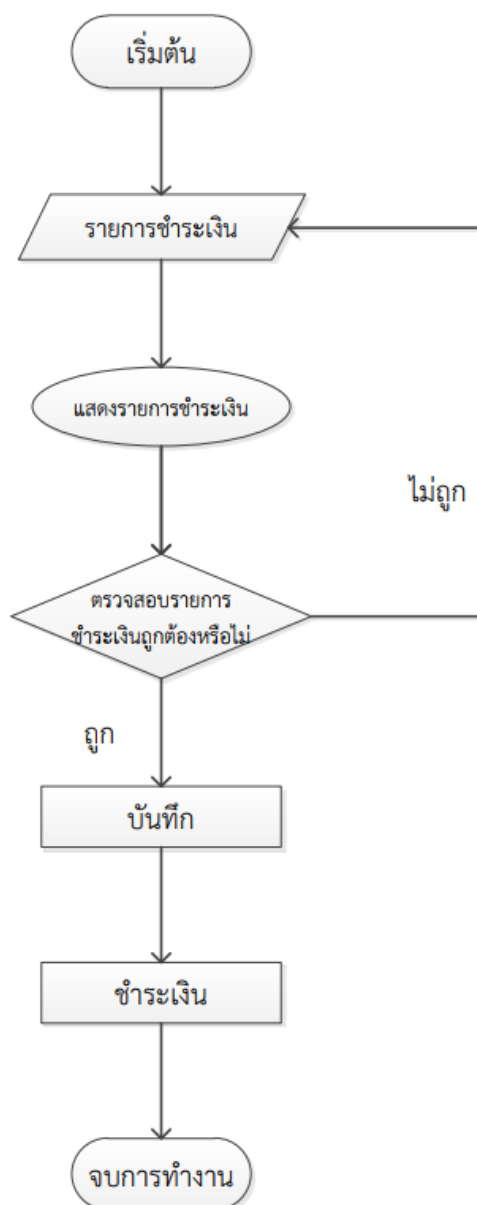 เริ่มต้น
รายการชำระเงิน
แสดงรายการชำระเงิน
ไม่ถูก
ตรวจสอบรายการ
ชำระเงินถูกต้องหรือไม่
ถูก
บันทึก
ชำระเงิน
จบการทำงาน